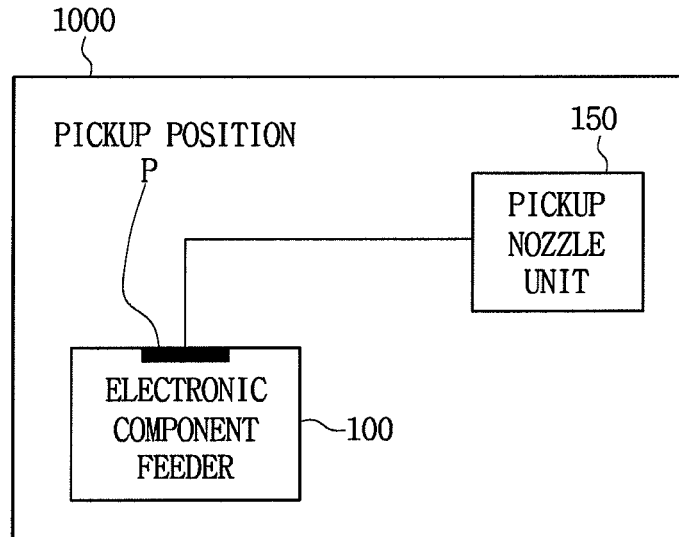 1000
PICKUP POSITION
P
150
PICKUP
NOZZLE
UNIT
ELECTRONIC
COMPONENT
FEEDER
100